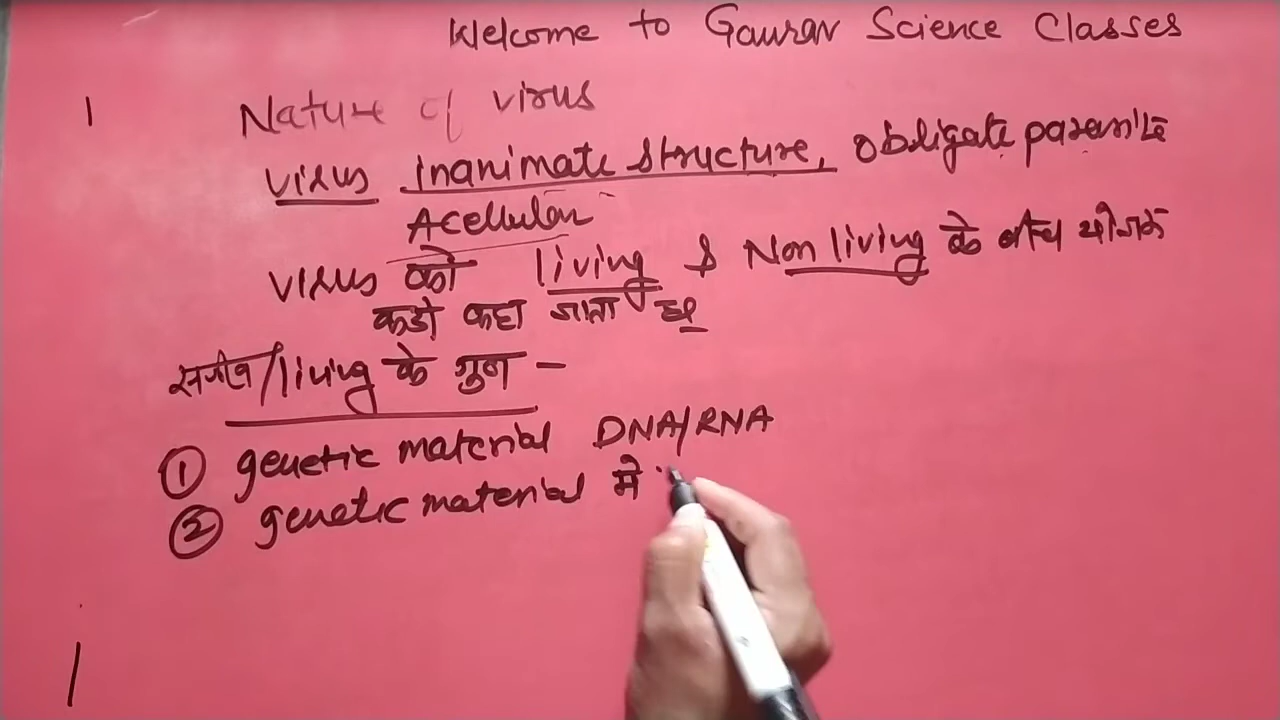 Welcome to Gaurav Science Classes
Nature of virus
virus inanimate structure, obligate parasite
Acellular
virus को living & Non living के बीच योजक
कडी कहा जाता है
सजीव/living के गुण -
① genetic material DNA/RNA
② genetic material मे